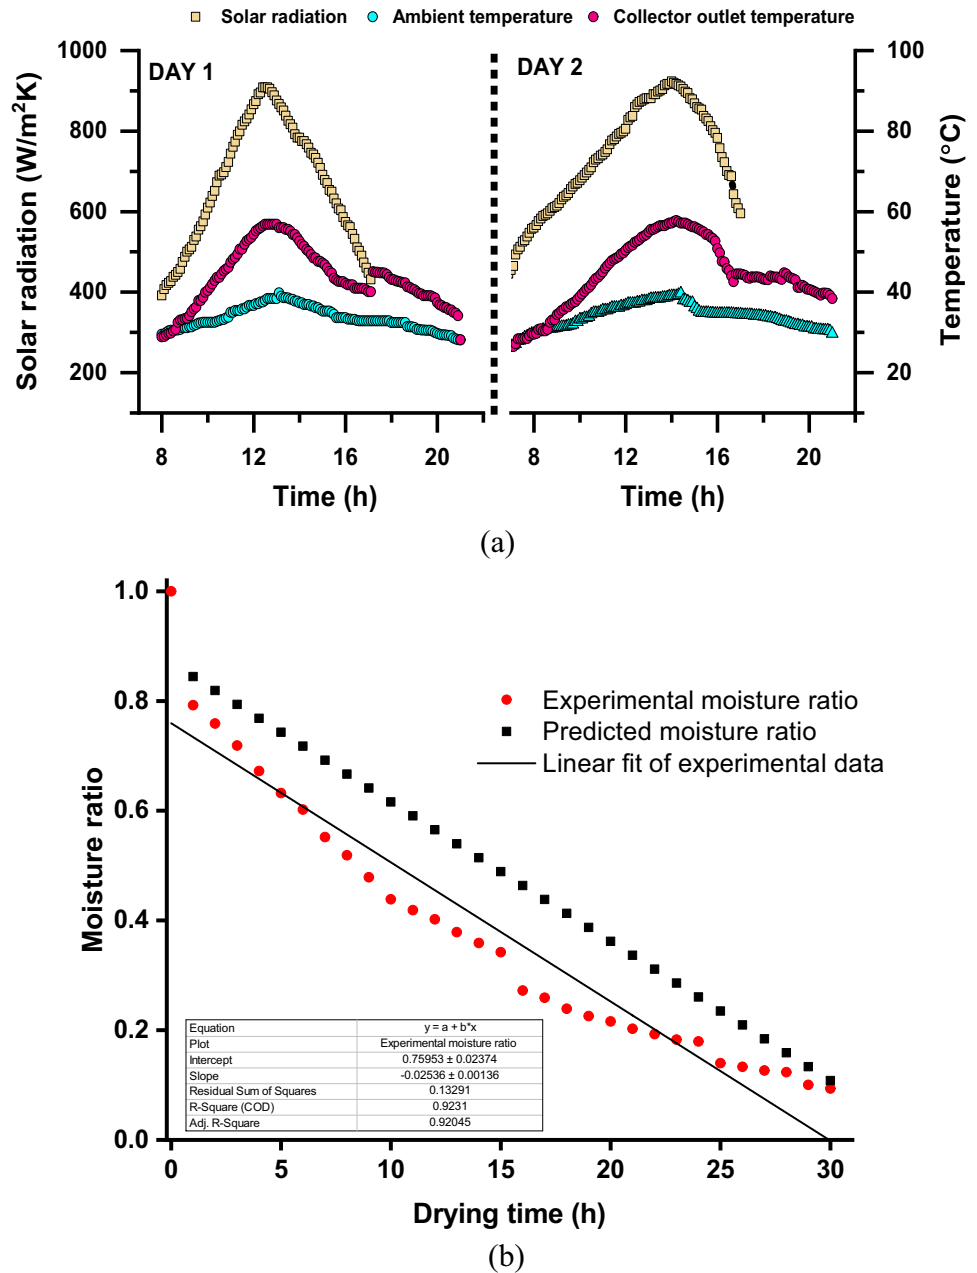 Solar radiation Ambient temperature Collector outlet temperature
DAY 1 DAY 2
1000
800
600
400
200
100
80
60
40
20
Solar radiation (W/m²K)
Temperature (°C)
8 12 16 20 8 12 16 20
Time (h) Time (h)
(a)
1.0
0.8
0.6
0.4
0.2
0.0
Moisture ratio
Experimental moisture ratio
Predicted moisture ratio
Linear fit of experimental data
Equation y = a + b*x
Plot Experimental moisture ratio
Intercept 0.75953 ± 0.02374
Slope -0.02536 ± 0.00136
Residual Sum of Squares 0.13291
R-Square (COD) 0.9231
Adj. R-Square 0.92045
0 5 10 15 20 25 30
Drying time (h)
(b)